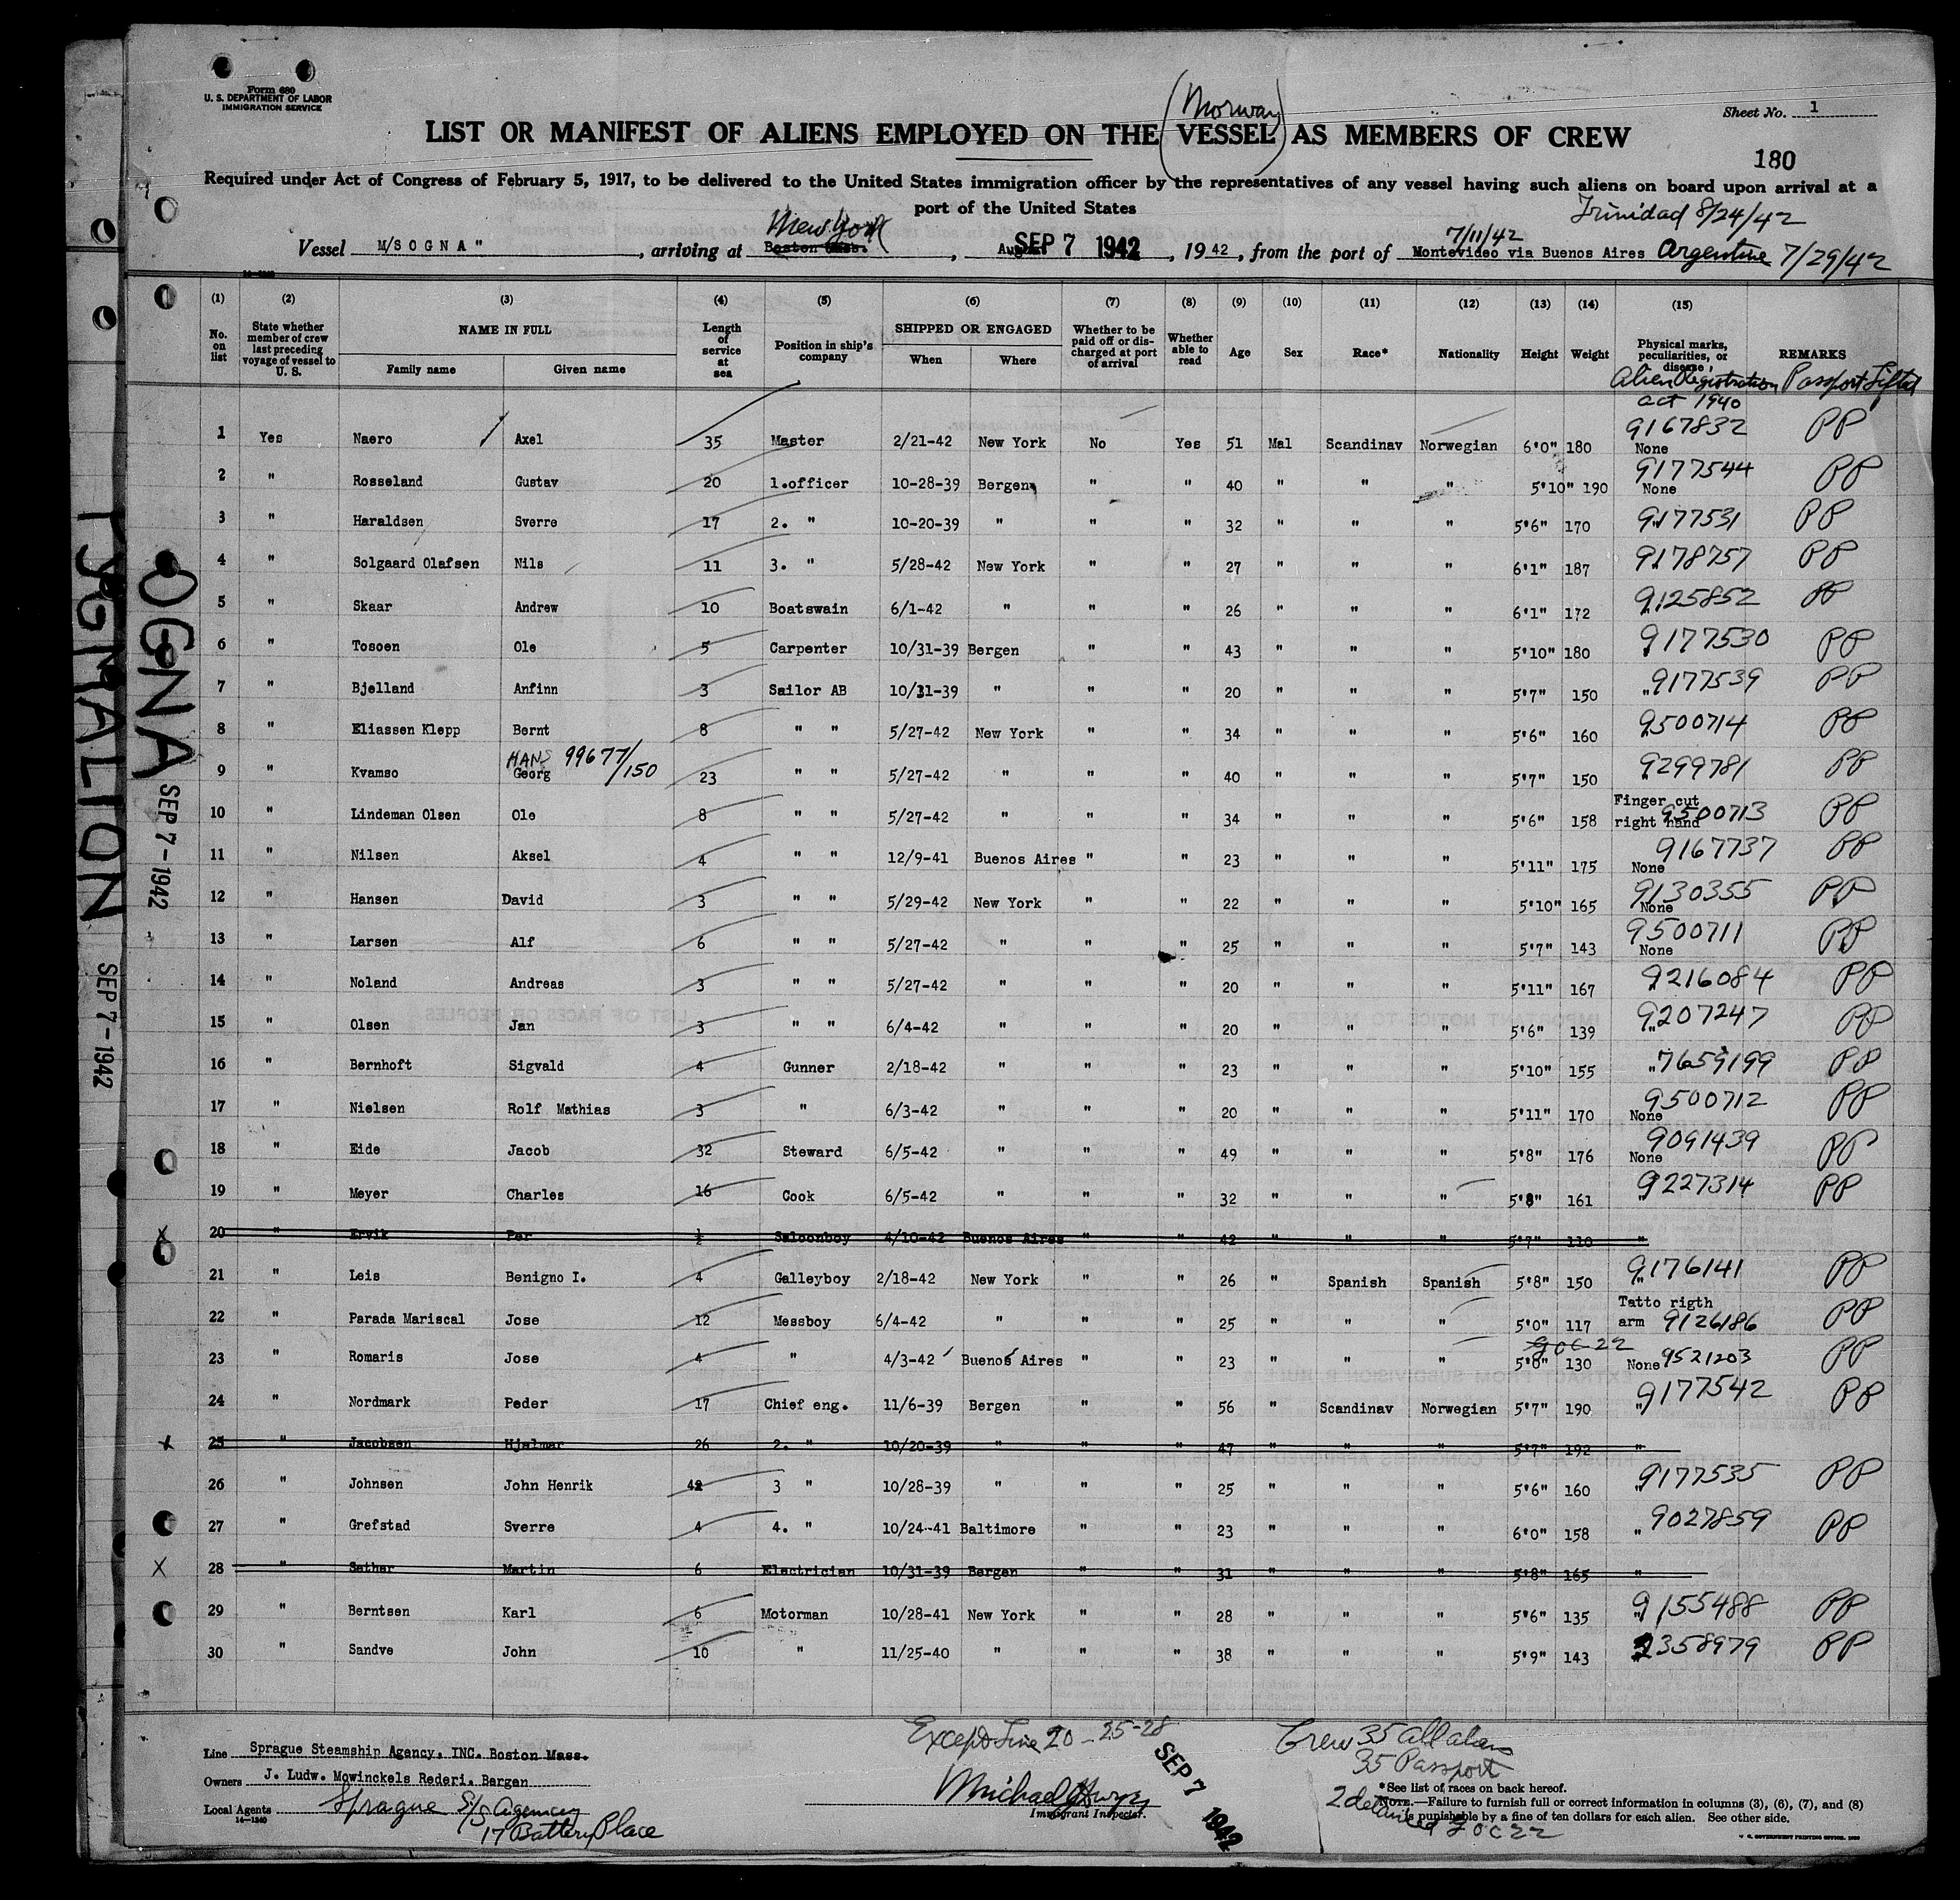 Form 680
U. S. DEPARTMENT OF LABOR
IMMIGRATION SERVICE
Sheet No. 1
(Norway)
LIST OR MANIFEST OF ALIENS EMPLOYED ON THE VESSEL AS MEMBERS OF CREW
180
Required under Act of Congress of February 5, 1917, to be delivered to the United States immigration officer by the representatives of any vessel having such aliens on board upon arrival at a
port of the United States
Trinidad 8/24/42
New York
7/11/42
Vessel M/S O G N A " , arriving at Boston Mass. , SEP 7 1942 , 19 42 , from the port of Montevideo via Buenos Aires Argentine 7/29/42
(1) (2) (3) (4) (5) (6) (7) (8) (9) (10) (11) (12) (13) (14) (15)
No. on list State whether member of crew last preceding voyage of vessel to U. S. NAME IN FULL Family name Given name Length of service at sea Position in ship's company SHIPPED OR ENGAGED When Where Whether to be paid off or discharged at port of arrival Whether able to read Age Sex Race* Nationality Height Weight Physical marks, peculiarities, or disease REMARKS
Alien Registration Passport Lifted
act 1940
1 Yes Naero Axel 35 Master 2/21-42 New York No Yes 51 Mal Scandinav Norwegian 6'0" 180 9167832 None PP
2 " Rosseland Gustav 20 1.officer 10-28-39 Bergen " " 40 " " " 5'10" 190 9177544 None PP
3 " Haraldsen Sverre 17 2. " 10-20-39 " " " 32 " " " 5'6" 170 9177531 PP
4 " Solgaard Olafsen Nils 11 3. " 5/28-42 New York " " 27 " " " 6'1" 187 9178757 PP
5 " Skaar Andrew 10 Boatswain 6/1-42 " " " 26 " " " 6'1" 172 9125852 PP
6 " Tosoen Ole 5 Carpenter 10/31-39 Bergen " " 43 " " " 5'10" 180 9177530 PP
7 " Bjelland Anfinn 3 Sailor AB 10/31-39 " " " 20 " " " 5'7" 150 " 9177539 PP
8 " Eliassen Klepp Bernt 8 " " 5/27-42 New York " " 34 " " " 5'6" 160 9500714 PP
HANS 99677/150
9 " Kvamso Georg 23 " " 5/27-42 " " " 40 " " " 5'7" 150 9299781 PP
10 " Lindeman Olsen Ole 8 " " 5/27-42 " " " 34 " " " 5'6" 158 Finger cut right hand 9500713 PP
11 " Nilsen Aksel 4 " " 12/9-41 Buenos Aires " " 23 " " " 5'11" 175 9167737 None PP
12 " Hansen David 3 " " 5/29-42 New York " " 22 " " " 5'10" 165 9130355 None PP
13 " Larsen Alf 6 " " 5/27-42 " " " 25 " " " 5'7" 143 9500711 None PP
14 " Noland Andreas 3 " " 5/27-42 " " " 20 " " " 5'11" 167 9216084 PP
15 " Olsen Jan 3 " " 6/4-42 " " " 20 " " " 5'6" 139 9207247 PP
16 " Bernhoft Sigvald 4 Gunner 2/18-42 " " " 23 " " " 5'10" 155 " 7659199 PP
17 " Nielsen Rolf Mathias 3 " 6/3-42 " " " 20 " " " 5'11" 170 9500712 None PP
18 " Eide Jacob 32 Steward 6/5-42 " " " 49 " " " 5'8" 176 9091439 None PP
19 " Meyer Charles 16 Cook 6/5-42 " " " 32 " " " 5'8" 161 9227314 PP
X 20 " Ervik Per ½ Saloonboy 4/10-42 Buenos Aires " " 42 " " " 5'7" 110 "
21 " Leis Benigno I. 4 Galleyboy 2/18-42 New York " " 26 " Spanish Spanish 5'8" 150 9176141 PP
22 " Parada Mariscal Jose 12 Messboy 6/4-42 " " " 25 " " " 5'0" 117 Tatto rigth arm 9126186 PP
23 " Romaris Jose 4 " 4/3-42 Buenos Aires " " 23 " " " 5'8" 130 None 9521203 PP
24 " Nordmark Peder 17 Chief eng. 11/6-39 Bergen " " 56 " Scandinav Norwegian 5'7" 190 9177542 PP
x 25 " Jacobsen Hjalmar 26 2. " 10/20-39 " " " 47 " " " 5'7" 192 "
26 " Johnsen John Henrik 42 3 " 10/28-39 " " " 25 " " " 5'6" 160 9177535 PP
27 " Grefstad Sverre 4 4. " 10/24-41 Baltimore " " 23 " " " 6'0" 158 " 9027859 PP
X 28 " Sether Martin 6 Electrician 10/31-39 Bergen " " 31 " " " 5'8" 165 "
29 " Berntsen Karl 6 Motorman 10/28-41 New York " " 28 " " " 5'6" 135 9155488 PP
30 " Sandve John 10 " 11/25-40 " " " 38 " " " 5'9" 143 2358979 PP
PYGMALION SEP 7-1942
OGNA SEP 7-1942
Except Line 20 - 25-28
SEP 7 1942
Crew 35 all aliens
35 Passport
Line Sprague Steamship Agency. INC. Boston Mass.
Owners J. Ludw. Mowinckels Rederi. Bergen
Local Agents Sprague S/S Agency
17 Battery Place
14-1240
Michael
Immigrant Inspector.
*See list of races on back hereof.
NOTE.—Failure to furnish full or correct information in columns (3), (6), (7), and (8)
is punishable by a fine of ten dollars for each alien. See other side.
2 detained
U. S. GOVERNMENT PRINTING OFFICE